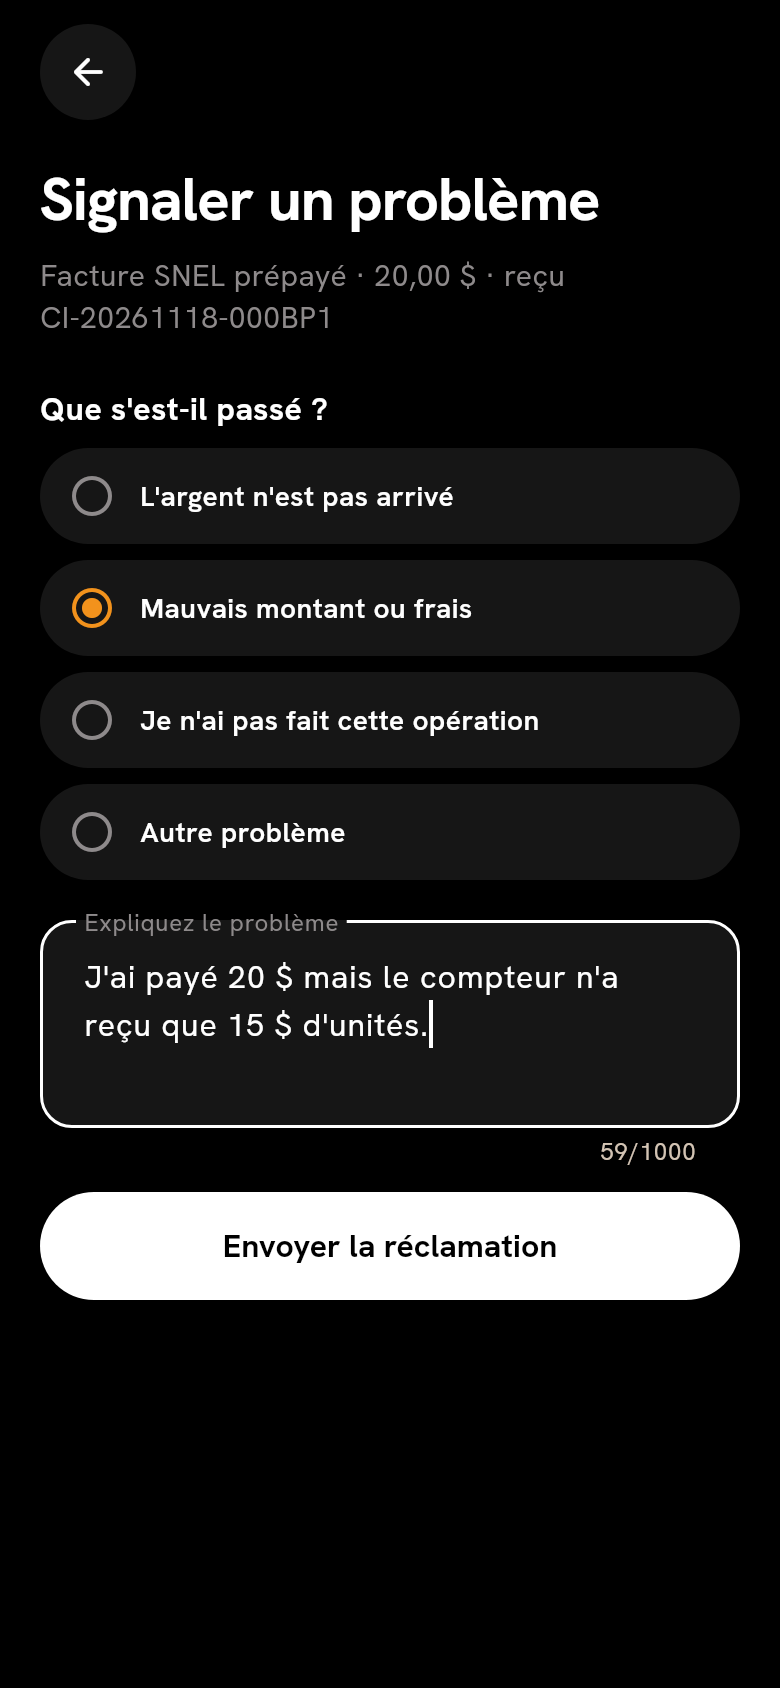 Signaler un problème
Facture SNEL prépayé · 20,00 $ · reçu
CI-20261118-000BP1
Que s'est-il passé ?
L'argent n'est pas arrivé
Mauvais montant ou frais
Je n'ai pas fait cette opération
Autre problème
Expliquez le problème
J'ai payé 20 $ mais le compteur n'a
reçu que 15 $ d'unités.
59/1000
Envoyer la réclamation